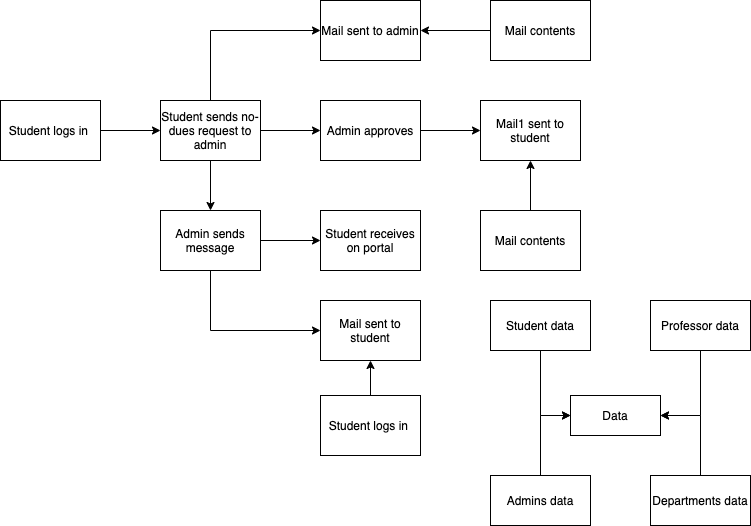 Mail sent to admin
Mail contents
Student logs in
Student sends no-
dues request to
admin
Admin approves
Mail1 sent to
student
Admin sends
message
Student receives
on portal
Mail contents
Mail sent to
student
Student data
Professor data
Student logs in
Data
Admins data
Departments data